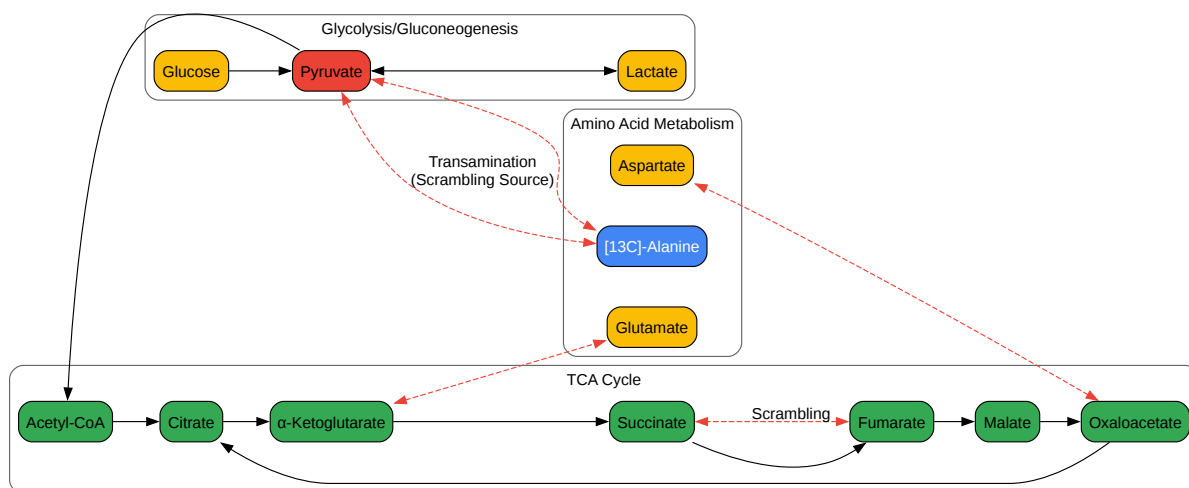 Glycolysis/Gluconeogenesis
Glucose
Pyruvate
Lactate
Amino Acid Metabolism
Aspartate
Transamination
(Scrambling Source)
[13C]-Alanine
Glutamate
TCA Cycle
Acetyl-CoA
Citrate
α-Ketoglutarate
Succinate
Scrambling
Fumarate
Malate
Oxaloacetate